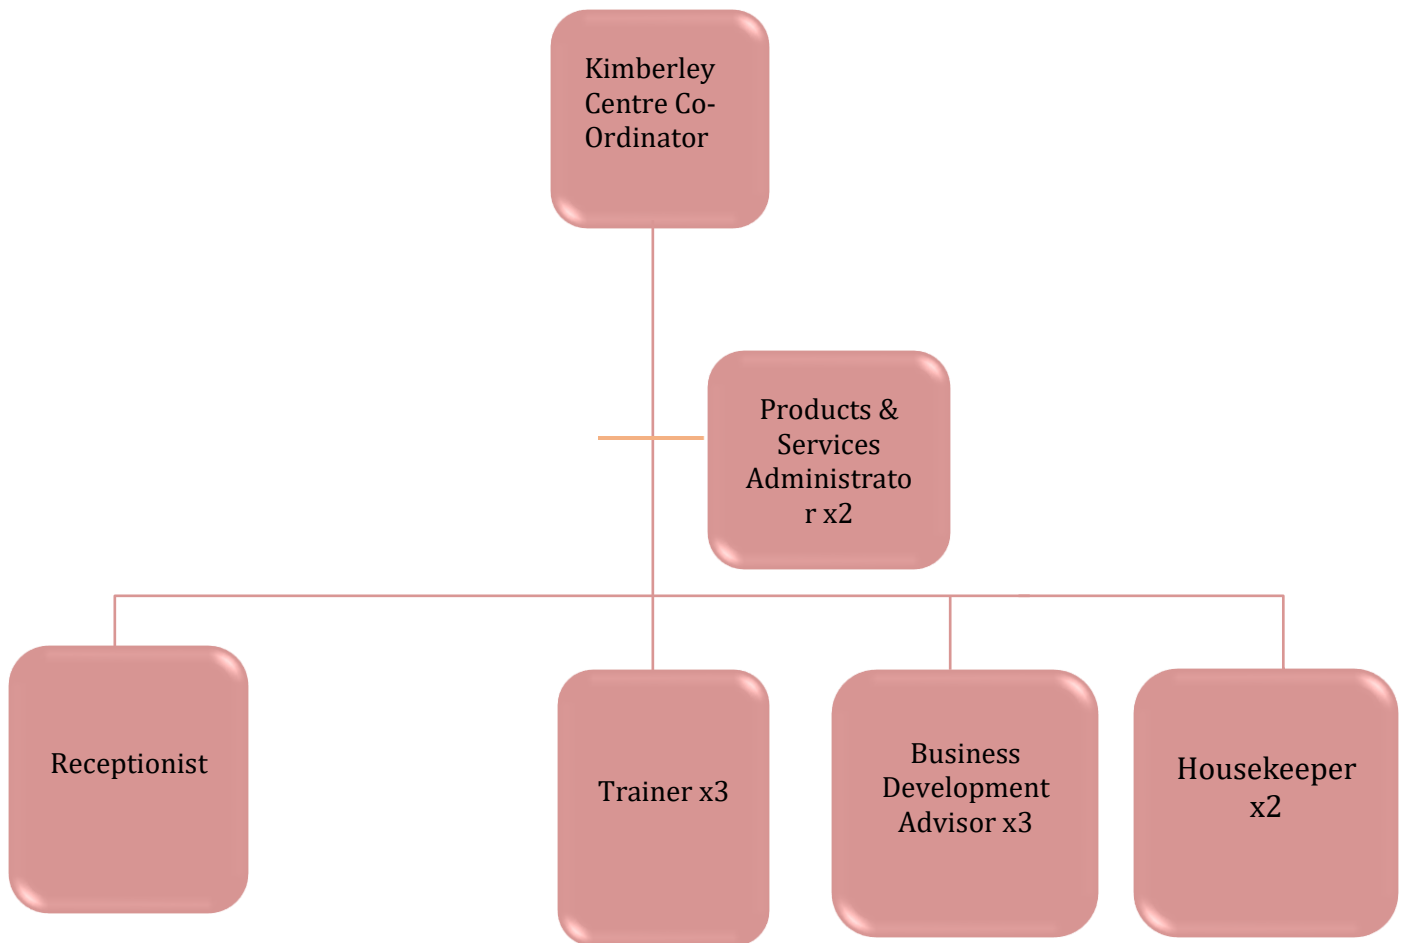 Kimberley
Centre Co-
Ordinator
Products &
Services
Administrato
r x2
Receptionist
Trainer x3
Business
Development
Advisor x3
Housekeeper
x2